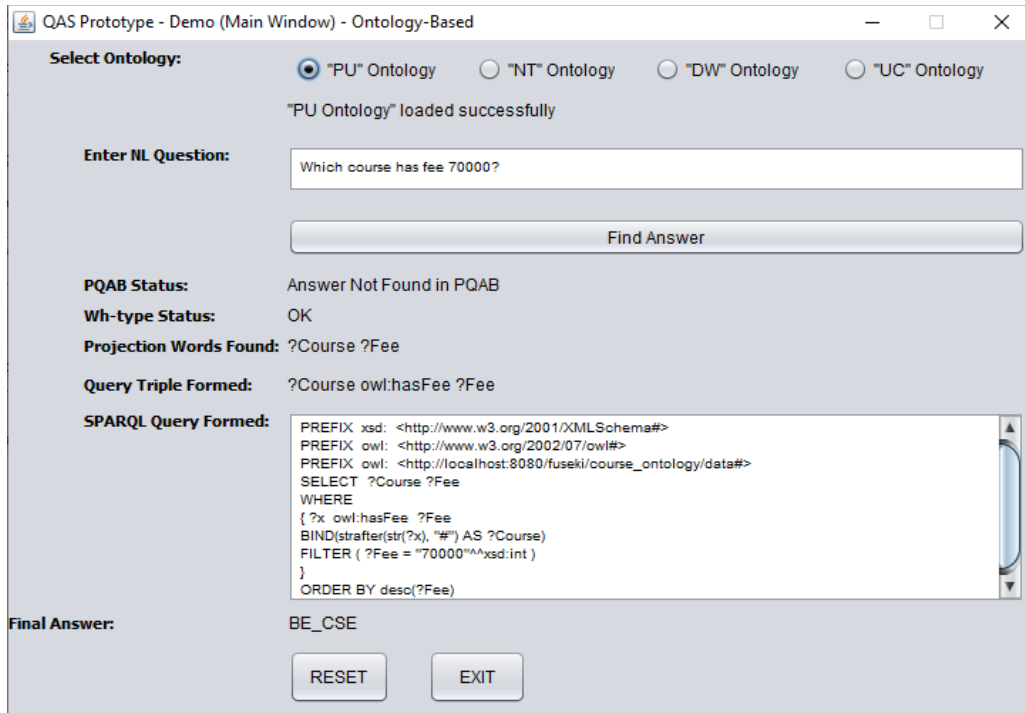 QAS Prototype - Demo (Main Window) - Ontology-Based
Select Ontology:
"PU" Ontology "NT" Ontology "DW" Ontology "UC" Ontology
"PU Ontology" loaded successfully
Enter NL Question:
Which course has fee 70000?
Find Answer
PQAB Status: Answer Not Found in PQAB
Wh-type Status: OK
Projection Words Found: ?Course ?Fee
Query Triple Formed: ?Course owl:hasFee ?Fee
SPARQL Query Formed:
PREFIX xsd: <http://www.w3.org/2001/XMLSchema#>
PREFIX owl: <http://www.w3.org/2002/07/owl#>
PREFIX owl: <http://localhost:8080/fuseki/course_ontology/data#>
SELECT ?Course ?Fee
WHERE
{ ?x owl:hasFee ?Fee
BIND(strafter(str(?x), "#") AS ?Course)
FILTER ( ?Fee = "70000"^^xsd:int )
}
ORDER BY desc(?Fee)
Final Answer: BE_CSE
RESET EXIT